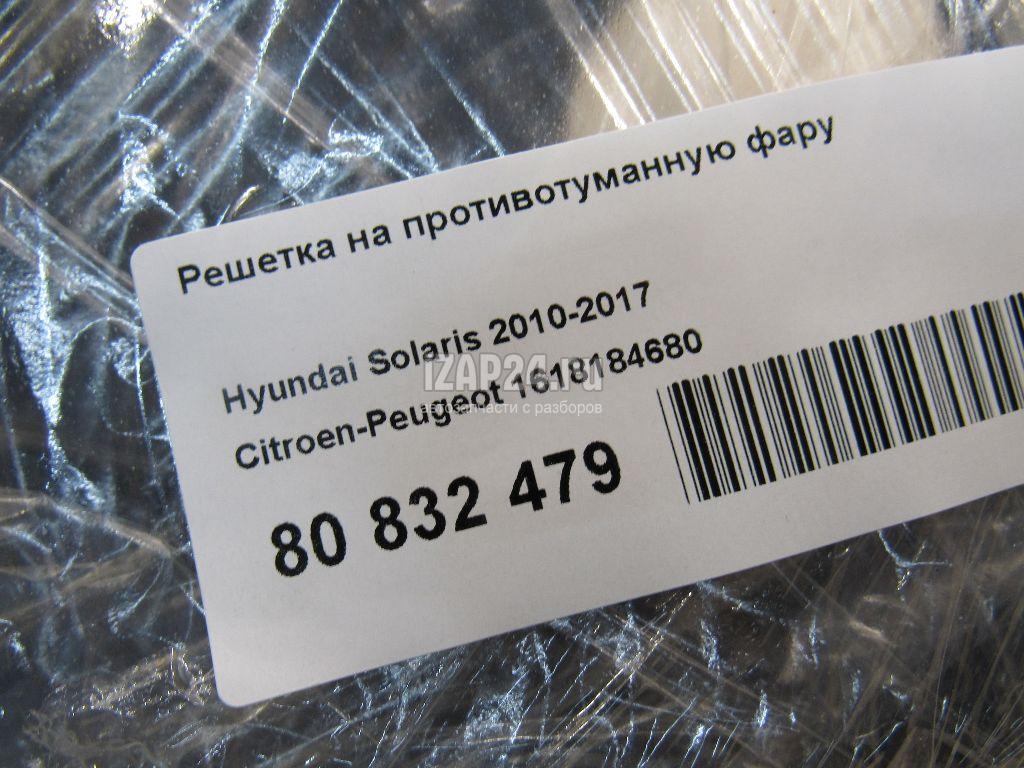 Решетка на противотуманную фару
Hyundai Solaris 2010-2017
IZAP24.ru
Citroen-Peugeot 1618184680
автозапчасти с разборов
80 832 479